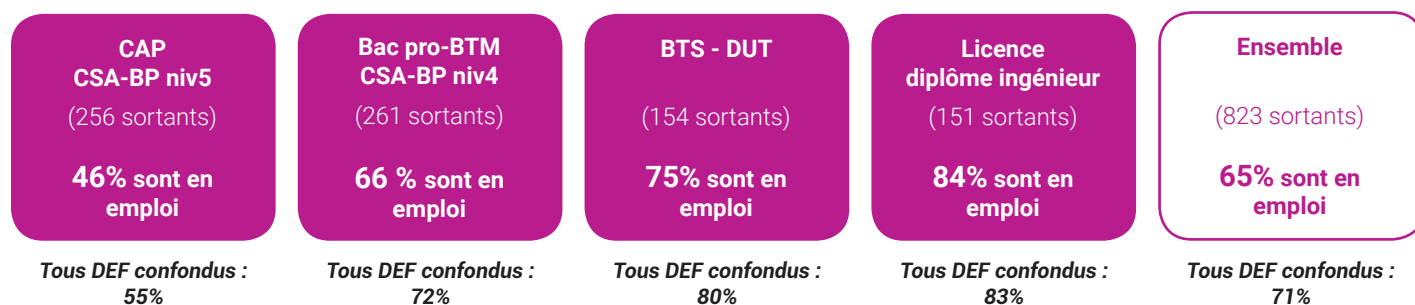 CAP
CSA-BP niv5
(256 sortants)
46% sont en
emploi
Tous DEF confondus :
55%
Bac pro-BTM
CSA-BP niv4
(261 sortants)
66 % sont en
emploi
Tous DEF confondus :
72%
BTS - DUT
(154 sortants)
75% sont en
emploi
Tous DEF confondus :
80%
Licence
diplôme ingénieur
(151 sortants)
84% sont en
emploi
Tous DEF confondus :
83%
Ensemble
(823 sortants)
65% sont en
emploi
Tous DEF confondus :
71%